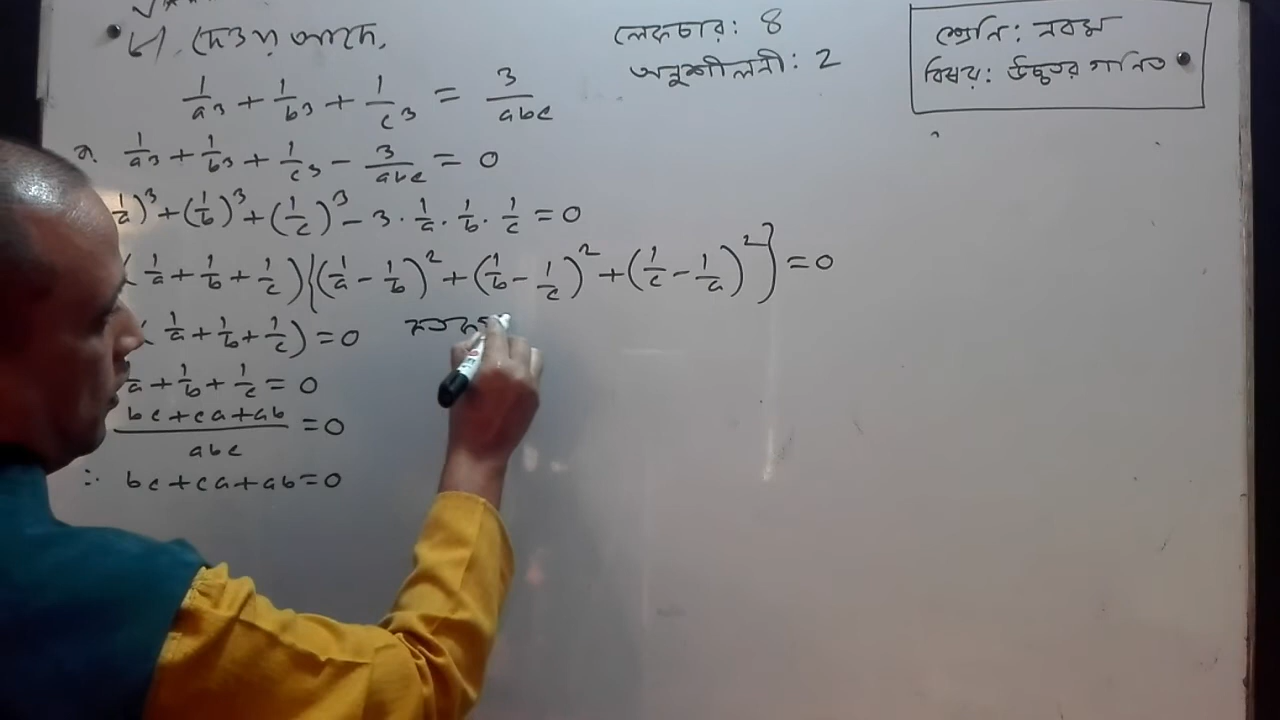 ৮) দেওয়া আছে,
লেকচার: 8
অনুশীলনী: 2
শ্রেনি: নবম
বিষয়: উচ্চতর গনিত
1/a³ + 1/b³ + 1/c³ = 3/abc
বা, 1/a³ + 1/b³ + 1/c³ - 3/abc = 0
1/a)³ + (1/b)³ + (1/c)³ - 3 · 1/a · 1/b · 1/c = 0
(1/a + 1/b + 1/c){(1/a - 1/b)² + (1/b - 1/c)² + (1/c - 1/a)²} = 0
(1/a + 1/b + 1/c) = 0
1/a + 1/b + 1/c = 0
bc + ca + ab/abc = 0
∴ bc + ca + ab = 0